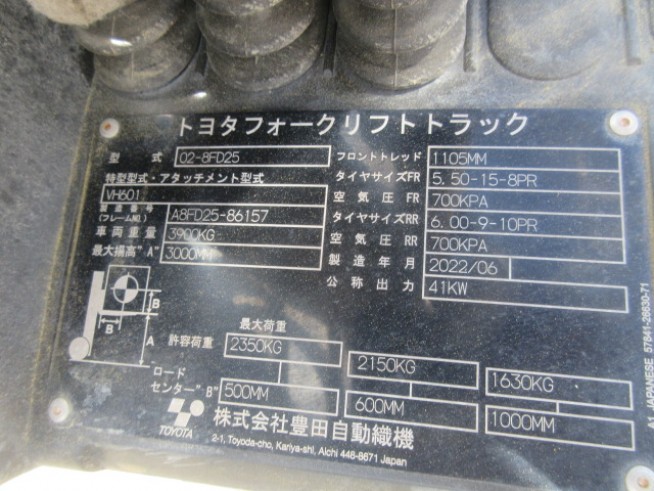 トヨタフォークリフトトラック
型 式 02-8FD25
特型型式・アタッチメント型式
VH601
(フレームNO.) A8FD25-86157
車両重量 3900KG
最大揚高"A" 3000MM
フロントトレッド 1105MM
タイヤサイズFR 5.50-15-8PR
空気圧 FR 700KPA
タイヤサイズRR 6.00-9-10PR
空気圧 RR 700KPA
製造年月 2022/06
公称出力 41KW
B
B
A
最大荷重
許容荷重 2350KG 2150KG 1630KG
ロード
センター"B" 500MM 600MM 1000MM
TOYOTA
株式会社豊田自動織機
2-1, Toyoda-cho, Kariya-shi, Aichi 448-8671 Japan
A1 JAPANESE 57841-26630-71